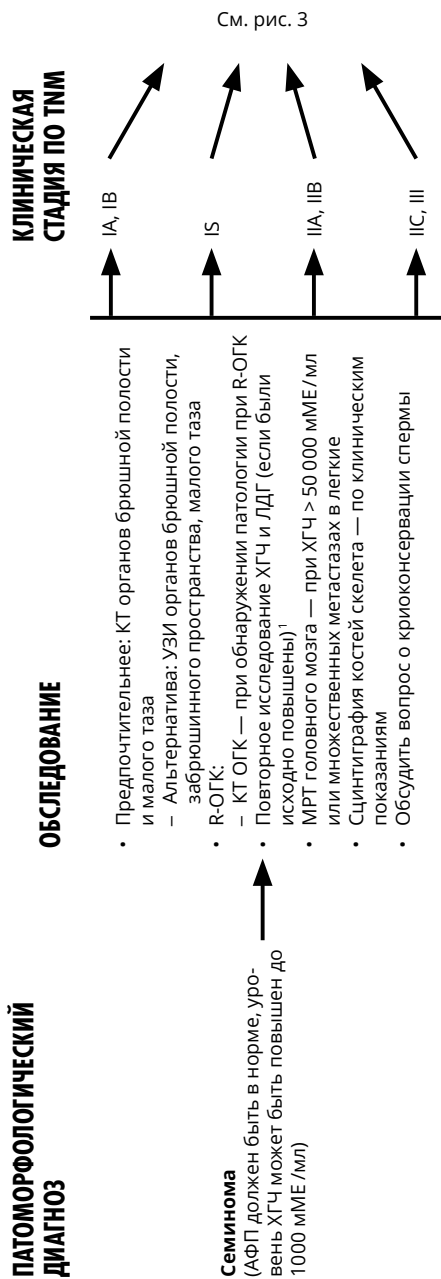 ПАТОМОРФОЛОГИЧЕСКИЙ
ДИАГНОЗ
Семинома
(АФП должен быть в норме, уро-
вень ХГЧ может быть повышен до
1000 мМЕ /мл)
ОБСЛЕДОВАНИЕ
• Предпочтительнее: КТ органов брюшной полости
и малого таза
– Альтернатива: УЗИ органов брюшной полости,
забрюшинного пространства, малого таза
• R-ОГК:
– КТ ОГК — при обнаружении патологии при R-ОГК
• Повторное исследование ХГЧ и ЛДГ (если были
исходно повышены)¹
• МРТ головного мозга — при ХГЧ > 50 000 мМЕ/мл
или множественных метастазах в легкие
• Сцинтиграфия костей скелета — по клиническим
показаниям
• Обсудить вопрос о криоконсервации спермы
КЛИНИЧЕСКАЯ
СТАДИЯ ПО TNM
IA, IB
IS
IIA, IIB
IIC, III
См. рис. 3